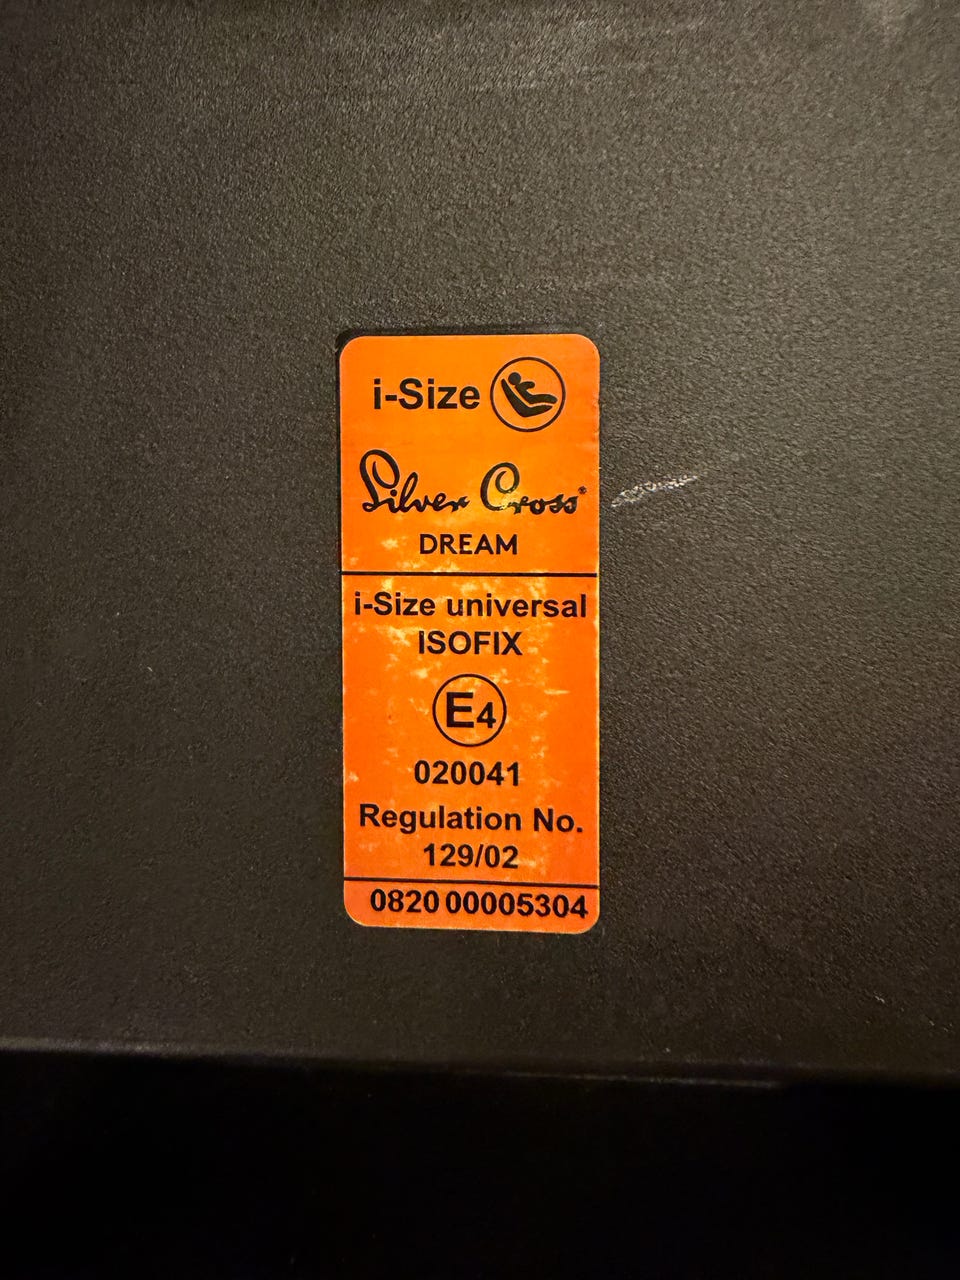 i-Size
Silver Cross®
DREAM
i-Size universal
ISOFIX
E4
020041
Regulation No.
129/02
0820 00005304